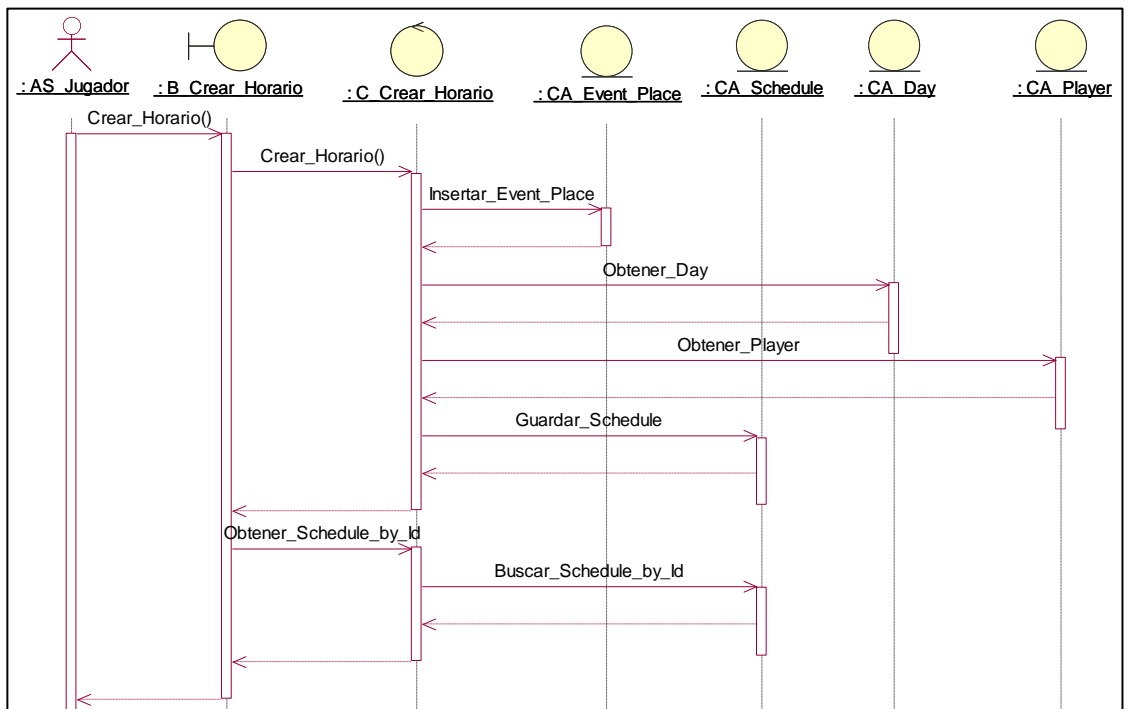 : AS_Jugador
: B_Crear_Horario
: C_Crear_Horario
: CA_Event_Place
: CA_Schedule
: CA_Day
: CA_Player
Crear_Horario()
Crear_Horario()
Insertar_Event_Place
Obtener_Day
Obtener_Player
Guardar_Schedule
Obtener_Schedule_by_Id
Buscar_Schedule_by_Id